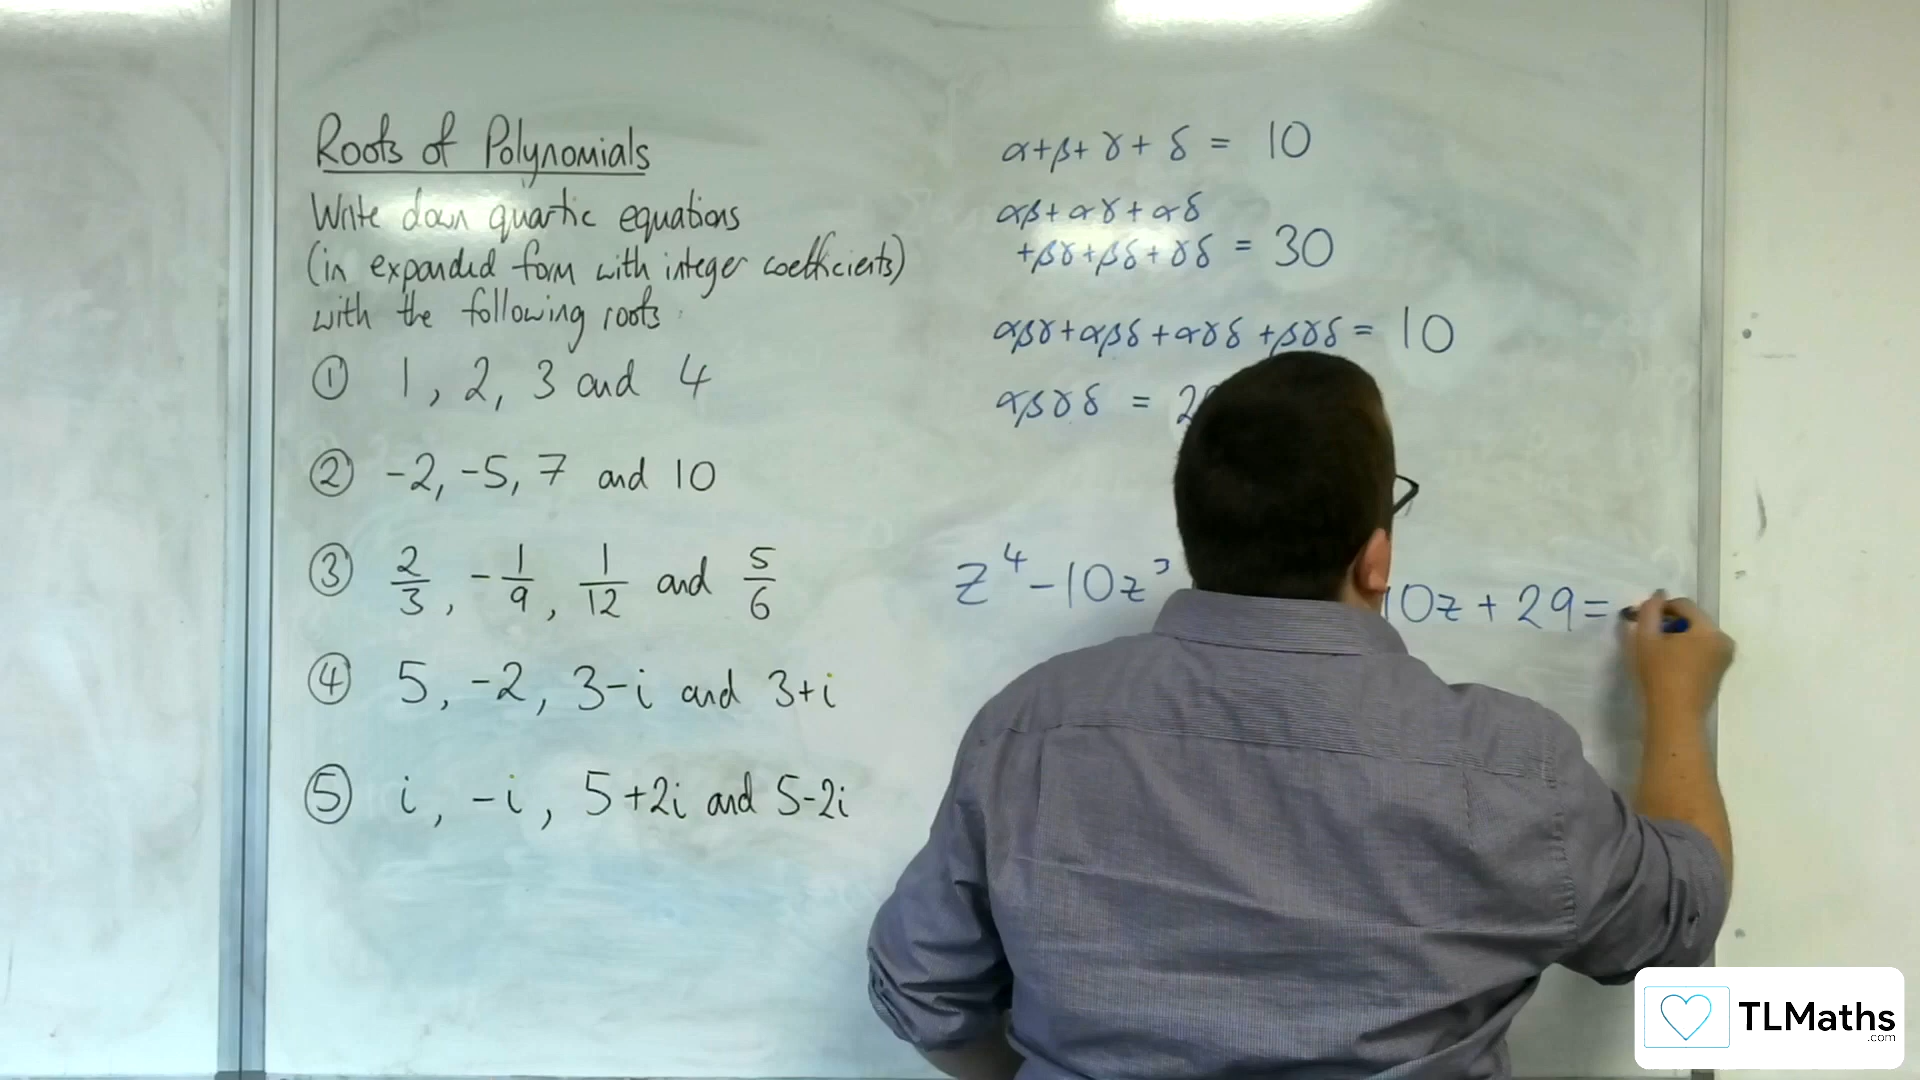 Roots of Polynomials
Write down quartic equations
(in expanded form with integer coefficients)
with the following roots:
① 1, 2, 3 and 4
② -2, -5, 7 and 10
③ 2/3, -1/9, 1/12 and 5/6
④ 5, -2, 3-i and 3+i
⑤ i, -i, 5+2i and 5-2i
α+β+γ+δ = 10
αβ+αγ+αδ
+βγ+βδ+γδ = 30
αβγ+αβδ+αγδ+βγδ = 10
αβγδ = 2
z⁴-10z³ 10z+29=
TLMaths
.com